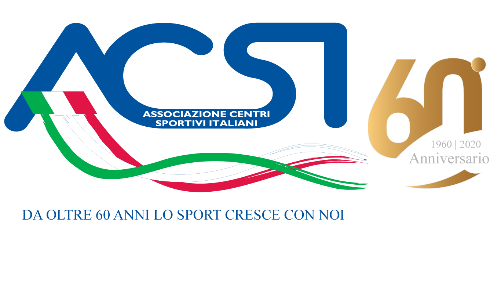 ACSI
ASSOCIAZIONE CENTRI
SPORTIVI ITALIANI
60
1960 | 2020
Anniversario
DA OLTRE 60 ANNI LO SPORT CRESCE CON NOI